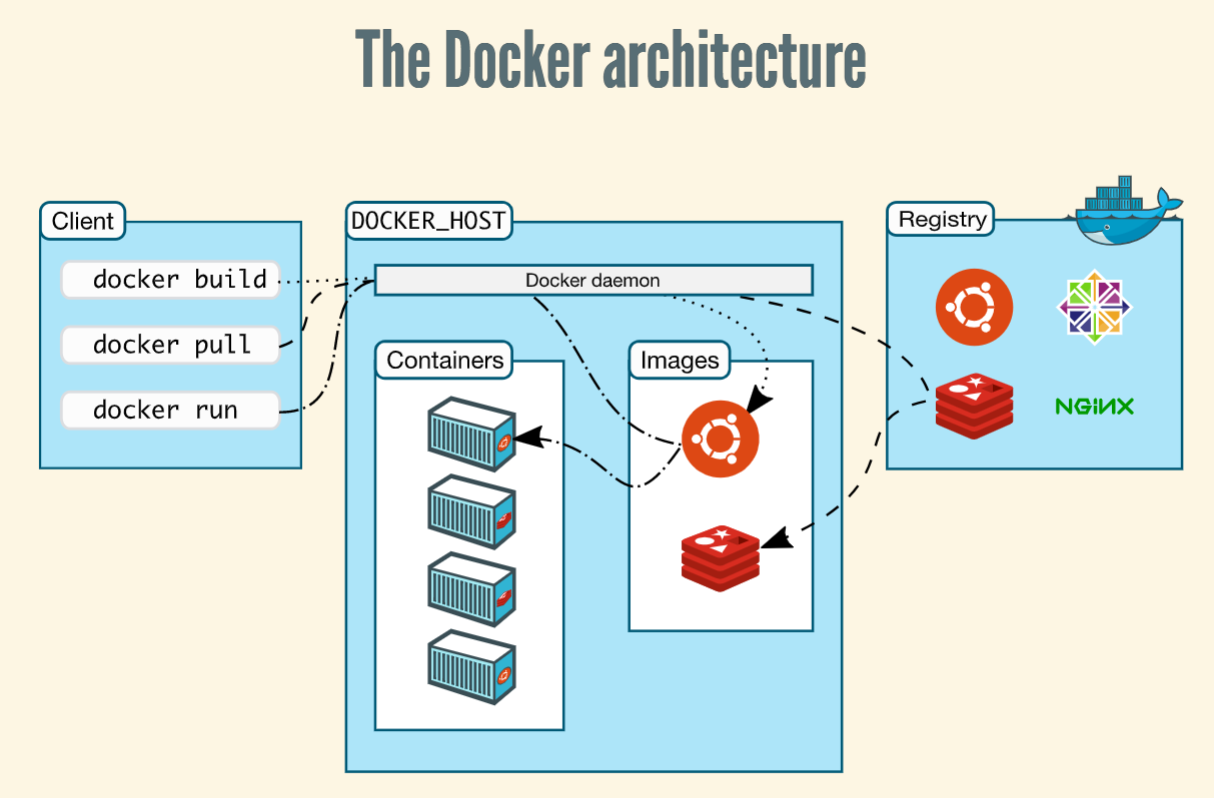 The Docker architecture
Client
docker build
docker pull
docker run
DOCKER_HOST
Docker daemon
Containers
Images
Registry
NGiNX